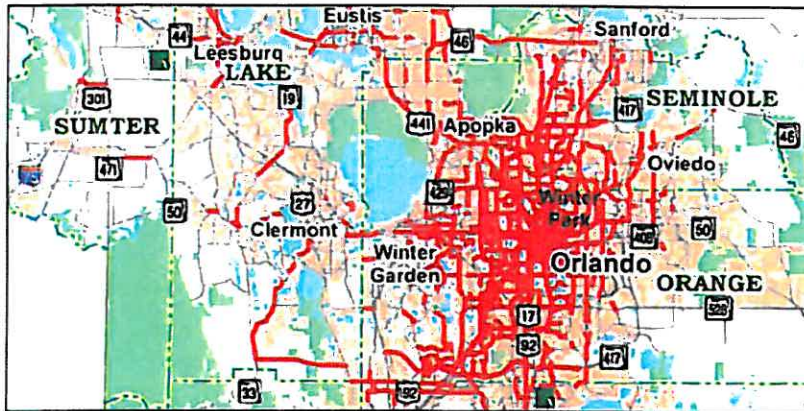 Eustis
44
46
Sanford
Leesburg
LAKE
301
19
417
SEMINOLE
SUMTER
441
Apopka
46
471
Oviedo
50
27
Winter
Park
Clermont
408
50
Winter
Garden
Orlando
ORANGE
17
528
92
417
33
192